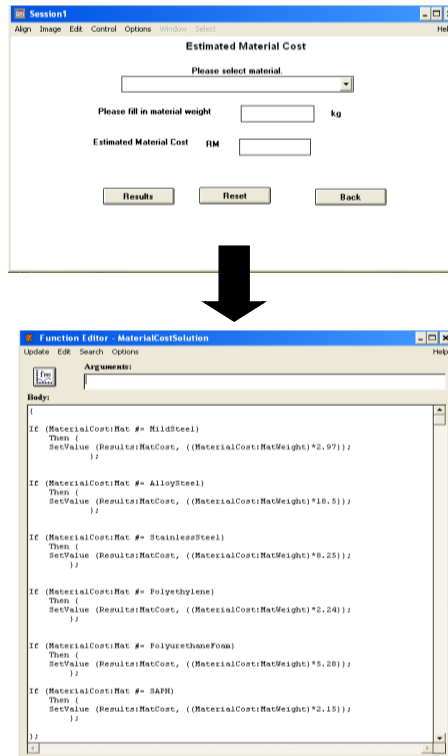 Session1
Align Image Edit Control Options Window Select Hel
Estimated Material Cost
Please select material.
Please fill in material weight kg
Estimated Material Cost RM
Results Reset Back
Function Editor - MaterialCostSolution
Update Edit Search Options Help
Arguments:
Body:
{
If (MaterialCost:Mat #= MildSteel)
Then {
SetValue (Results:MatCost, ((MaterialCost:MatWeight)*2.97));
};
If (MaterialCost:Mat #= AlloySteel)
Then {
SetValue (Results:MatCost, ((MaterialCost:MatWeight)*18.5));
};
If (MaterialCost:Mat #= StainlessSteel)
Then {
SetValue (Results:MatCost, ((MaterialCost:MatWeight)*8.25));
};
If (MaterialCost:Mat #= Polyethylene)
Then {
SetValue (Results:MatCost, ((MaterialCost:MatWeight)*2.24));
};
If (MaterialCost:Mat #= PolyurethaneFoam)
Then {
SetValue (Results:MatCost, ((MaterialCost:MatWeight)*5.28));
};
If (MaterialCost:Mat #= SAPH)
Then {
SetValue (Results:MatCost, ((MaterialCost:MatWeight)*2.15));
};
};